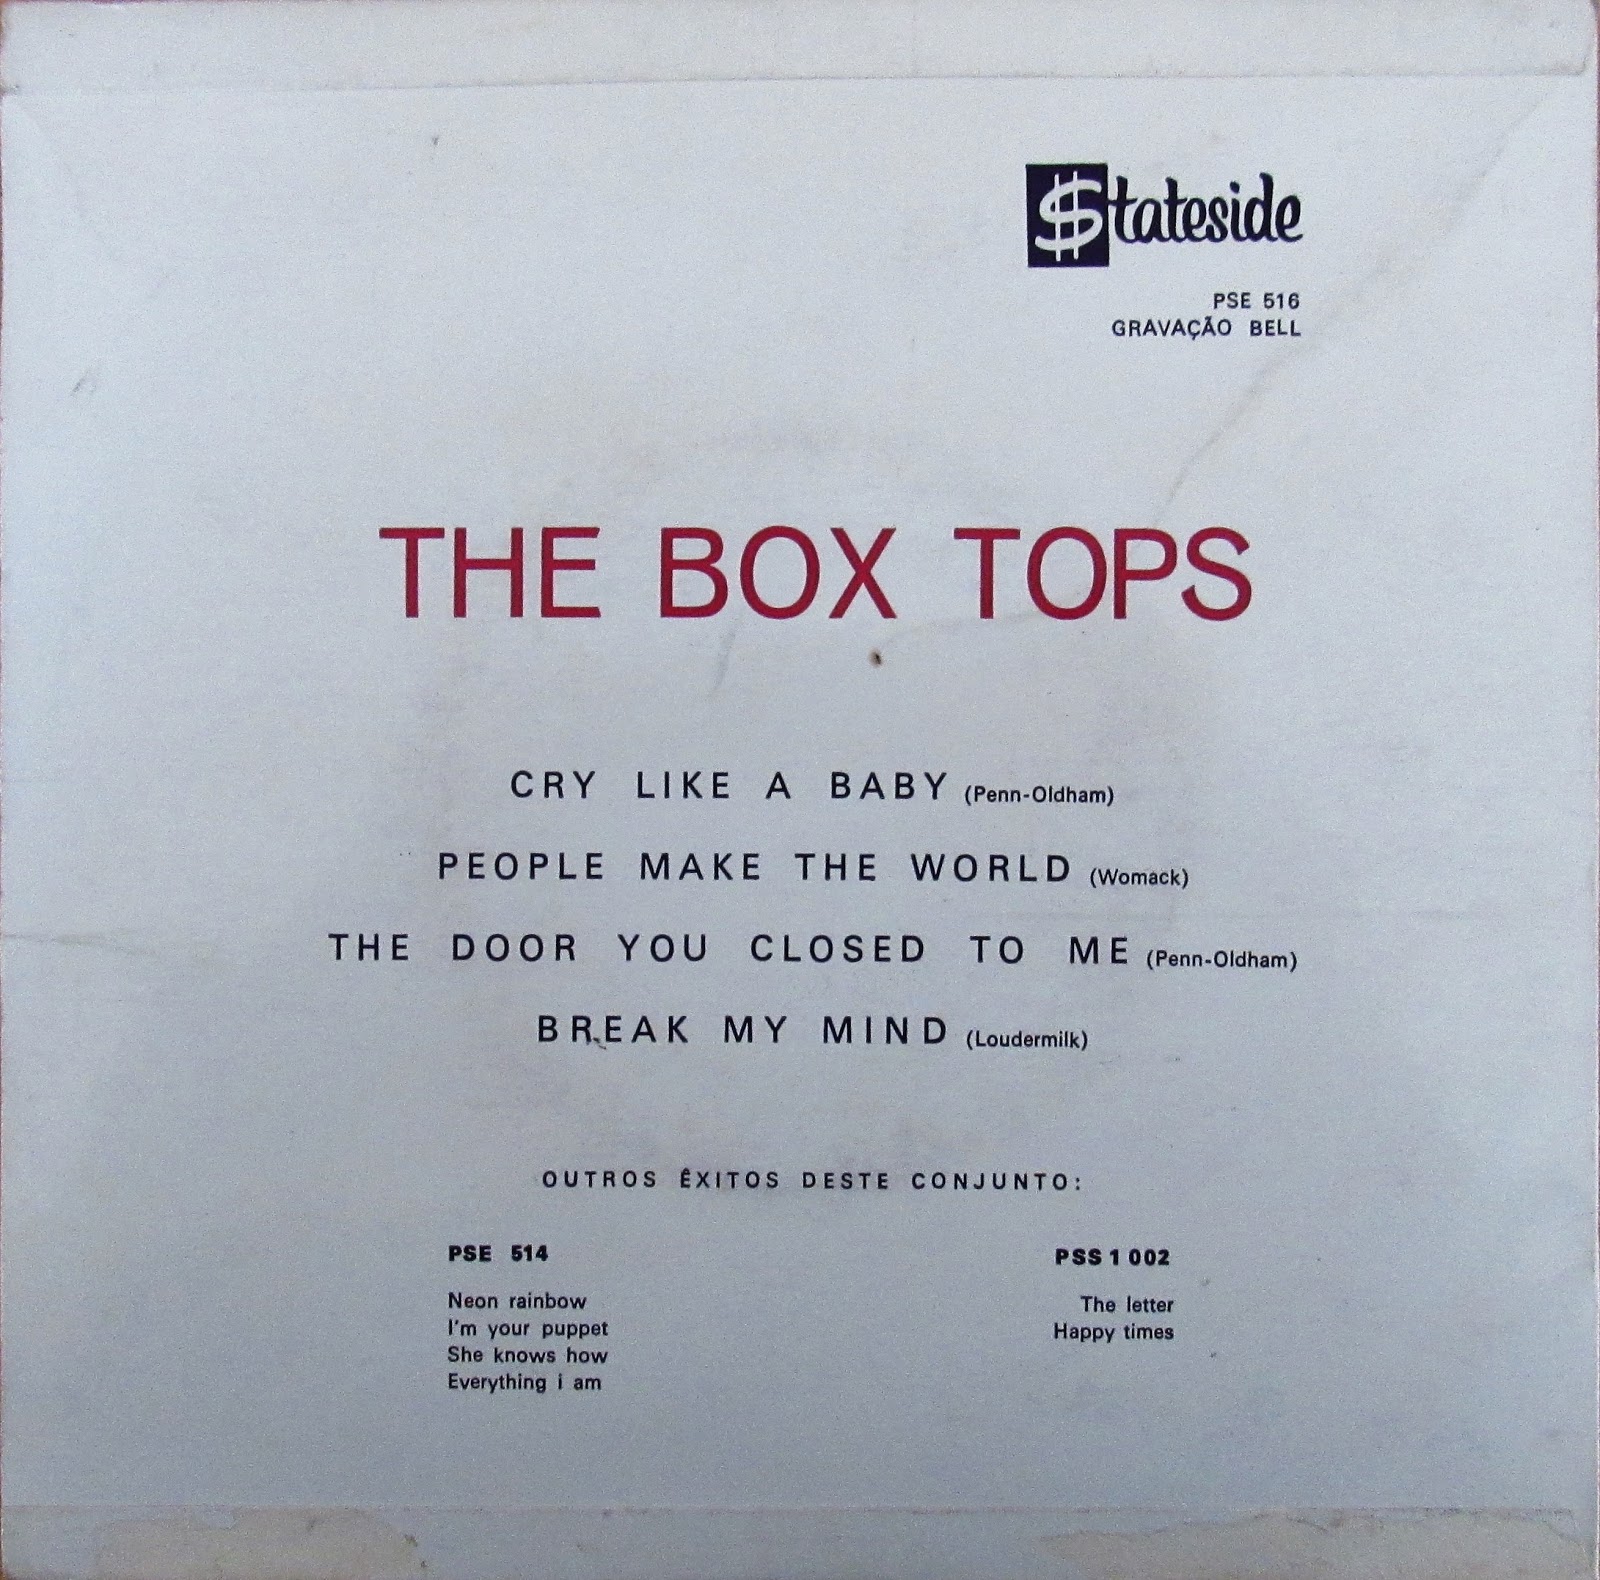 $tateside
PSE 516
GRAVAÇÃO BELL
THE BOX TOPS
CRY LIKE A BABY (Penn-Oldham)
PEOPLE MAKE THE WORLD (Womack)
THE DOOR YOU CLOSED TO ME (Penn-Oldham)
BREAK MY MIND (Loudermilk)
OUTROS ÊXITOS DESTE CONJUNTO:
PSE 514
Neon rainbow
I'm your puppet
She knows how
Everything i am
PSS 1 002
The letter
Happy times